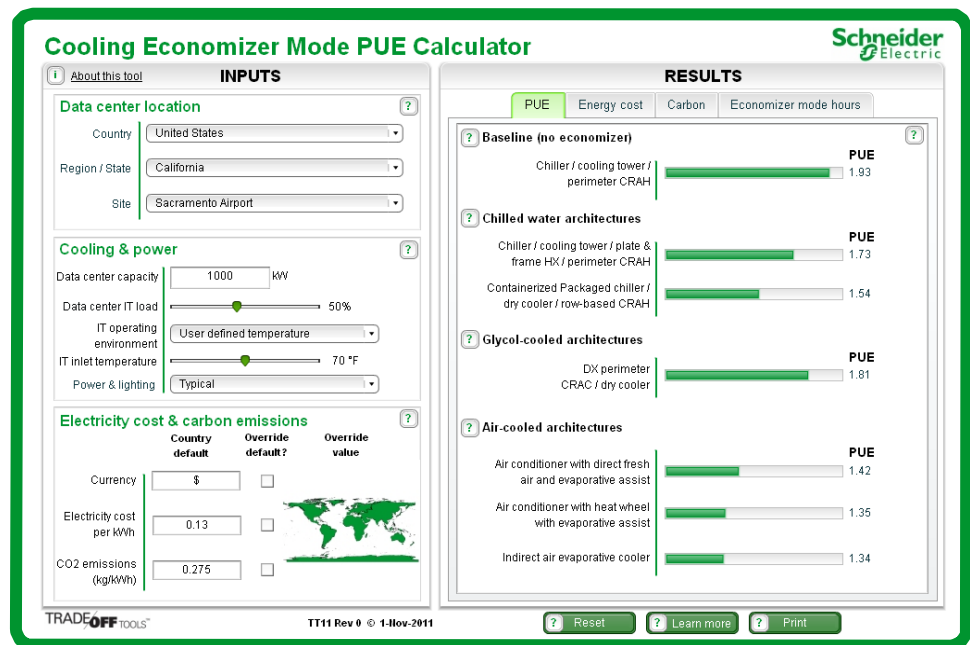 Cooling Economizer Mode PUE Calculator
Schneider
Electric
i About this tool
INPUTS
Data center location
?
Country
United States
Region / State
California
Site
Sacramento Airport
Cooling & power
?
Data center capacity
1000
kW
Data center IT load
50%
IT operating
environment
User defined temperature
IT inlet temperature
70 °F
Power & lighting
Typical
Electricity cost & carbon emissions
?
Country
default
Override
default?
Override
value
Currency
$
Electricity cost
per kWh
0.13
CO2 emissions
(kg/kWh)
0.275
RESULTS
PUE
Energy cost
Carbon
Economizer mode hours
? Baseline (no economizer)
?
PUE
Chiller / cooling tower /
perimeter CRAH
1.93
? Chilled water architectures
PUE
Chiller / cooling tower / plate &
frame HX / perimeter CRAH
1.73
Containerized Packaged chiller /
dry cooler / row-based CRAH
1.54
? Glycol-cooled architectures
PUE
DX perimeter
CRAC / dry cooler
1.81
? Air-cooled architectures
PUE
Air conditioner with direct fresh
air and evaporative assist
1.42
Air conditioner with heat wheel
with evaporative assist
1.35
Indirect air evaporative cooler
1.34
TRADE/OFF TOOLS™
TT11 Rev 0 © 1-Nov-2011
? Reset
? Learn more
? Print